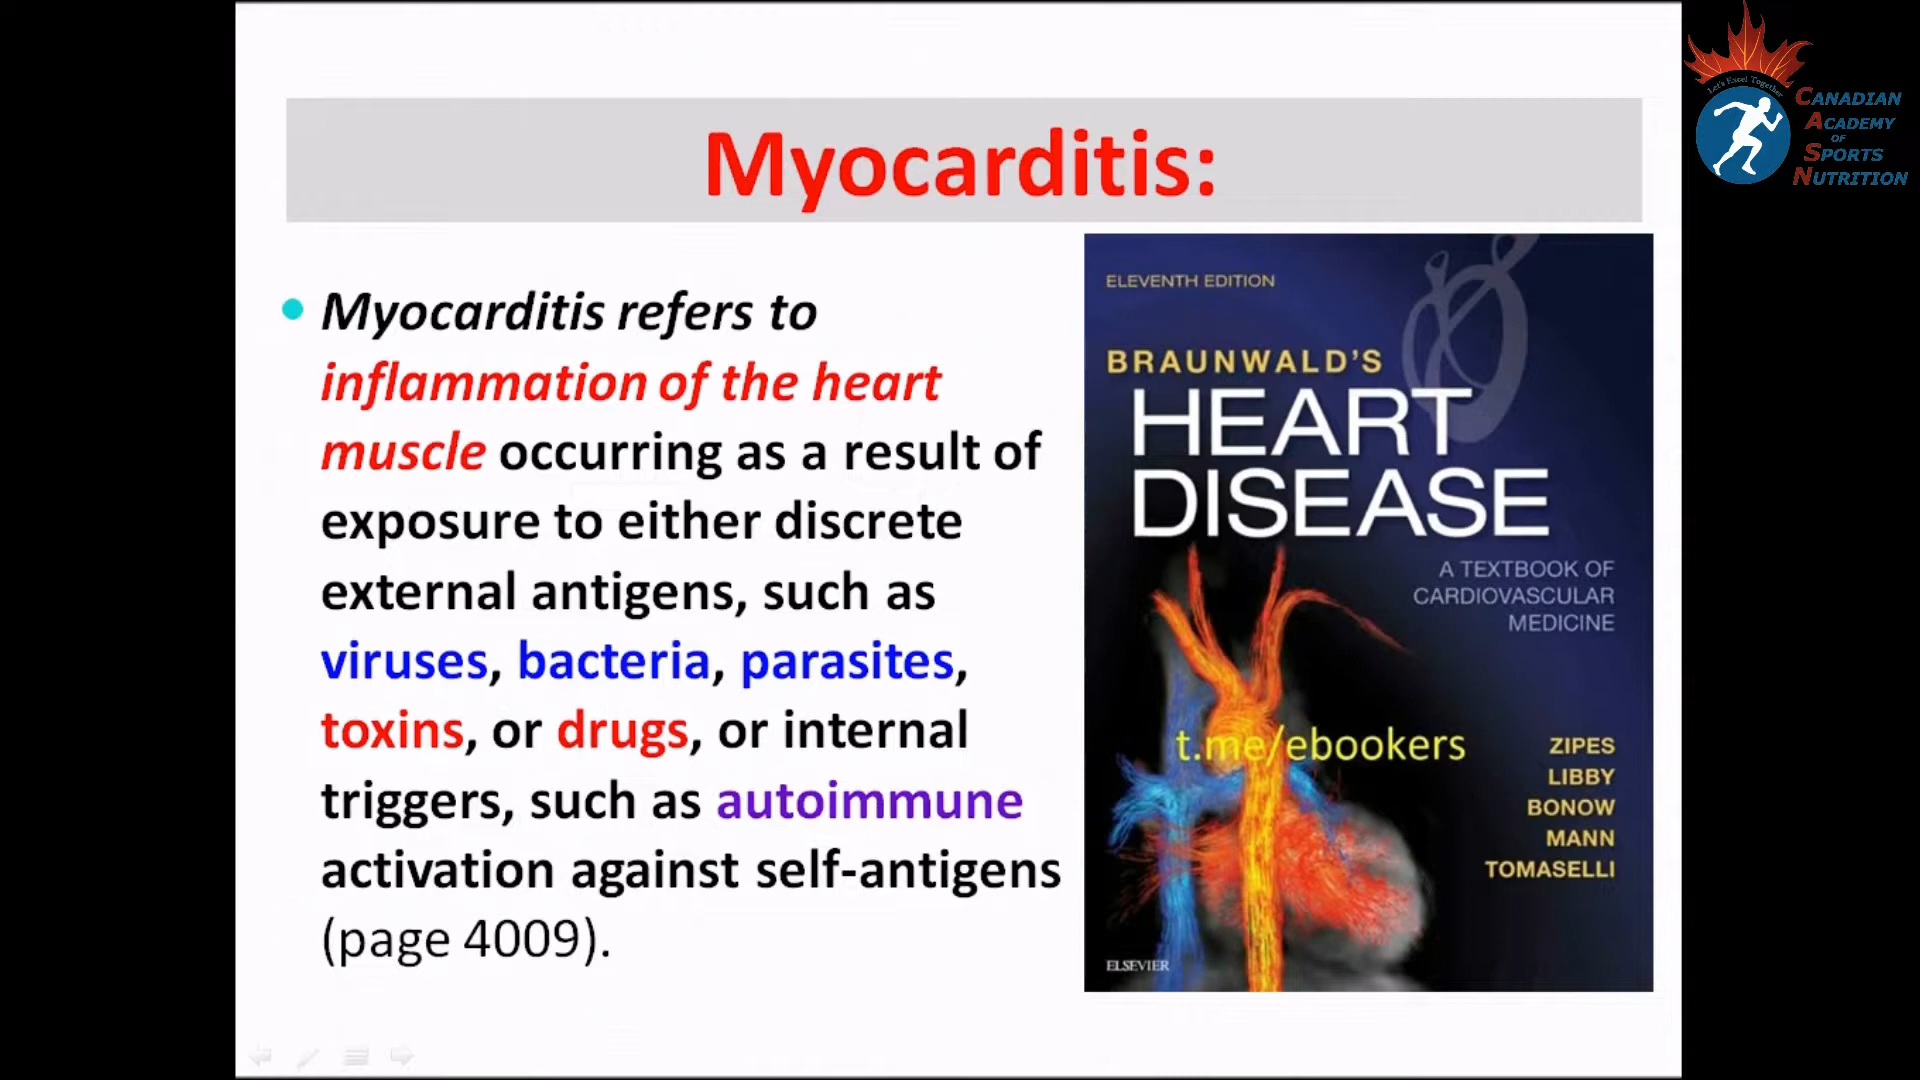 Myocarditis:
Myocarditis refers to
inflammation of the heart
muscle occurring as a result of
exposure to either discrete
external antigens, such as
viruses, bacteria, parasites,
toxins, or drugs, or internal
triggers, such as autoimmune
activation against self-antigens
(page 4009).
ELEVENTH EDITION
BRAUNWALD'S
HEART
DISEASE
A TEXTBOOK OF
CARDIOVASCULAR
MEDICINE
t.me/ebookers
ZIPES
LIBBY
BONOW
MANN
TOMASELLI
ELSEVIER
Let's Excel Together
CANADIAN
ACADEMY
OF
SPORTS
NUTRITION